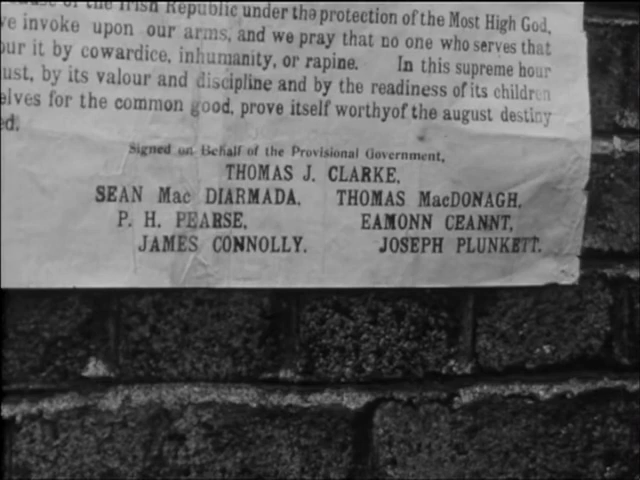 of the Irish Republic under the protection of the Most High God,
we invoke upon our arms, and we pray that no one who serves that
our it by cowardice, inhumanity, or rapine. In this supreme hour
ust, by its valour and discipline and by the readiness of its children
elves for the common good, prove itself worthyof the august destiny
ed.
Signed on Behalf of the Provisional Government,
THOMAS J. CLARKE,
SEAN Mac DIARMADA, THOMAS MacDONAGH,
P. H. PEARSE, EAMONN CEANNT,
JAMES CONNOLLY. JOSEPH PLUNKETT.